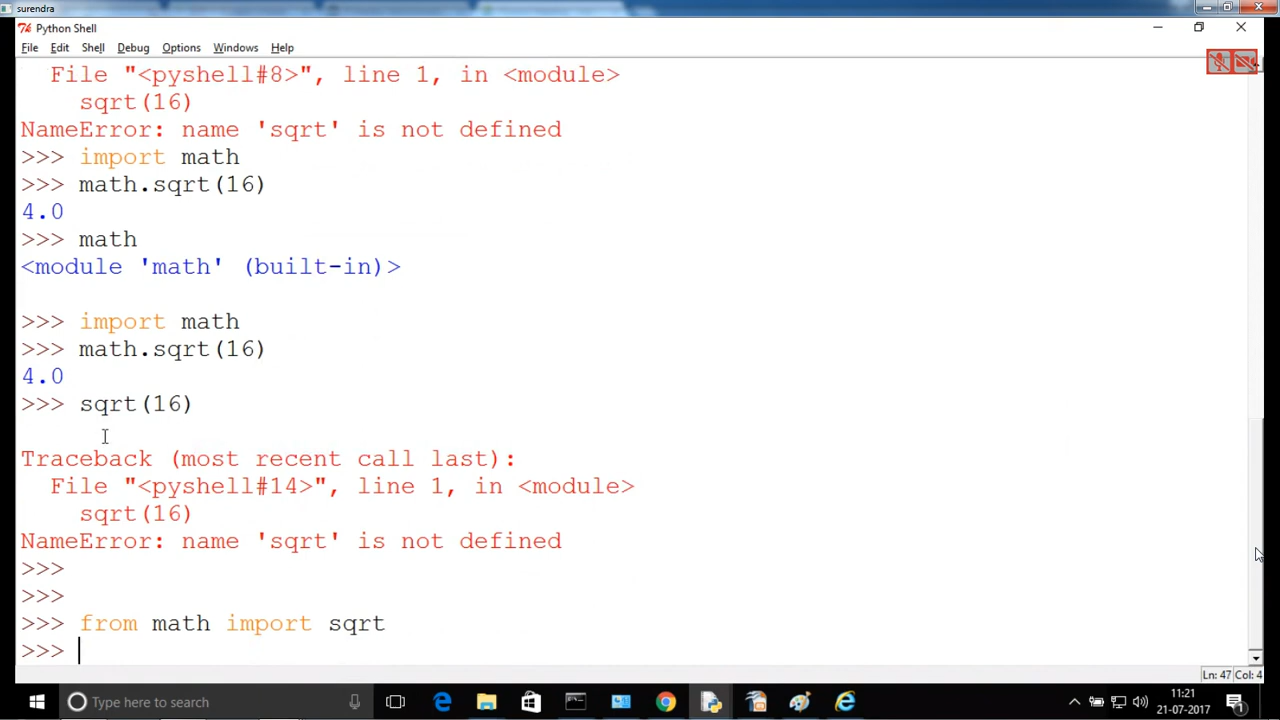 surendra
Python Shell
File Edit Shell Debug Options Windows Help
File "<pyshell#8>", line 1, in <module>
sqrt(16)
NameError: name 'sqrt' is not defined
>>> import math
>>> math.sqrt(16)
4.0
>>> math
<module 'math' (built-in)>
>>> import math
>>> math.sqrt(16)
4.0
>>> sqrt(16)
Traceback (most recent call last):
File "<pyshell#14>", line 1, in <module>
sqrt(16)
NameError: name 'sqrt' is not defined
>>>
>>>
>>> from math import sqrt
>>>
Ln: 47 Col: 4
Type here to search
11:21
21-07-2017
1